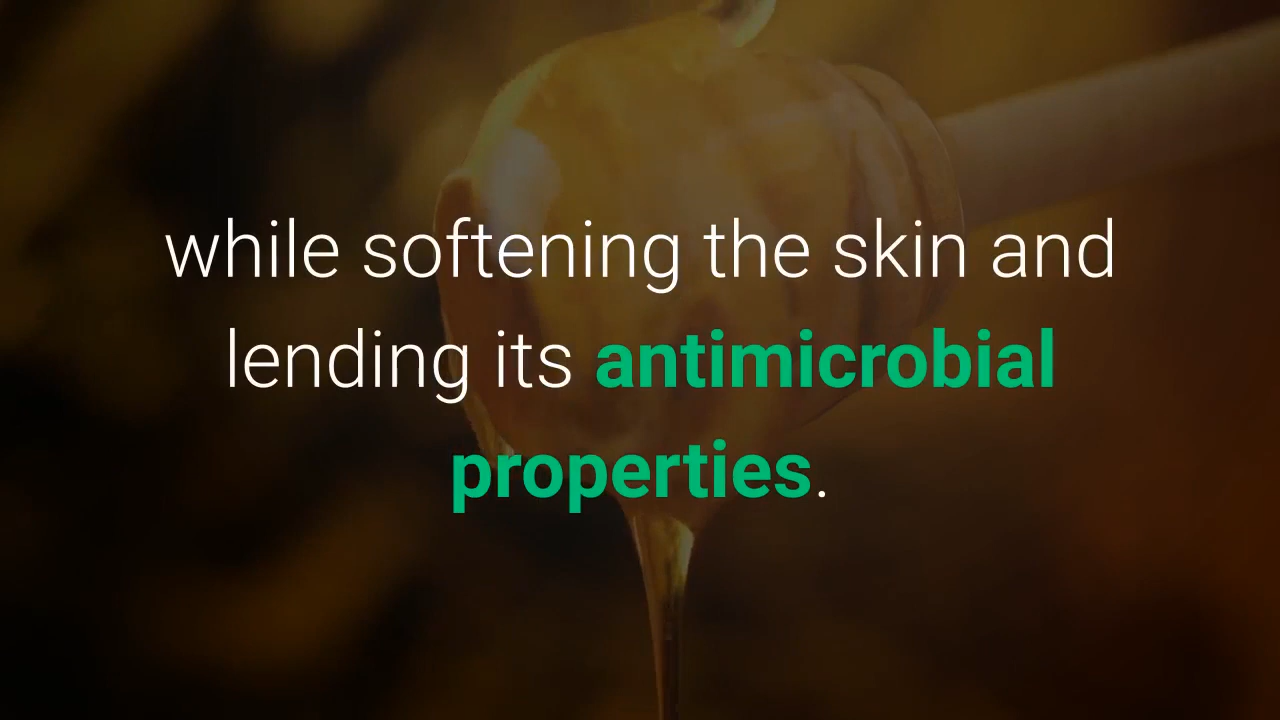 while softening the skin and
lending its antimicrobial
properties.